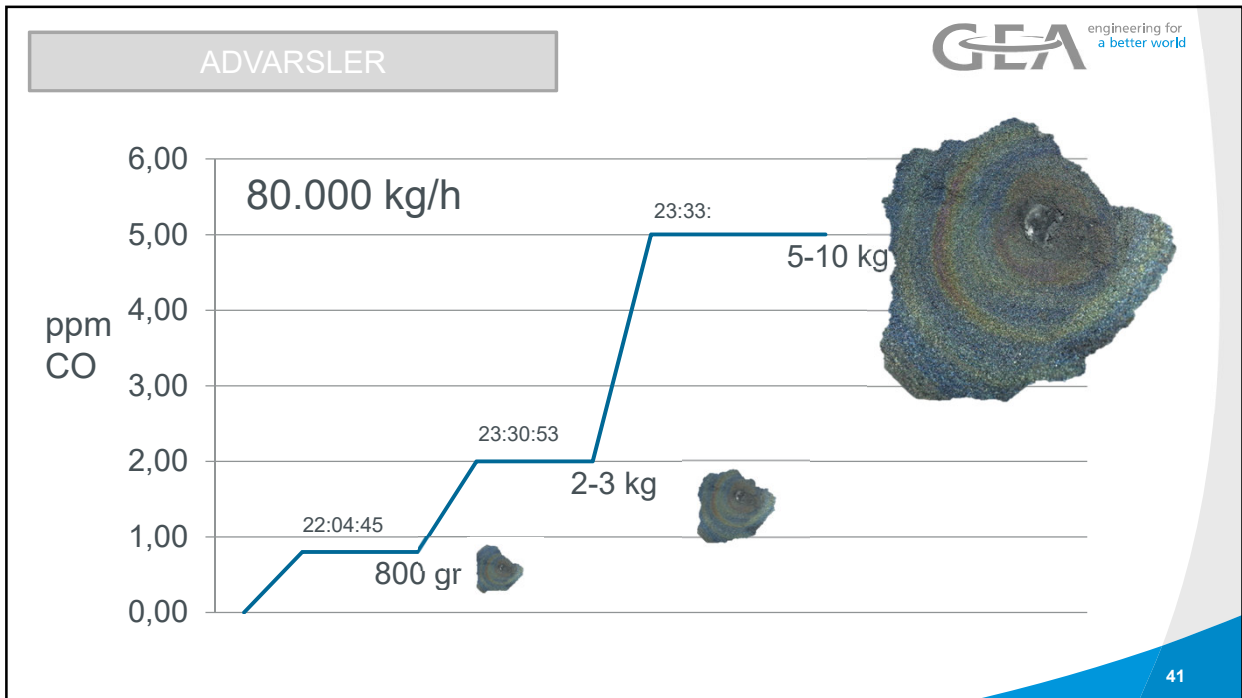 ADVARSLER
GEA
engineering for
a better world
80.000 kg/h
ppm
CO
6,00
5,00
4,00
3,00
2,00
1,00
0,00
22:04:45
800 gr
23:30:53
2-3 kg
23:33:
5-10 kg
41